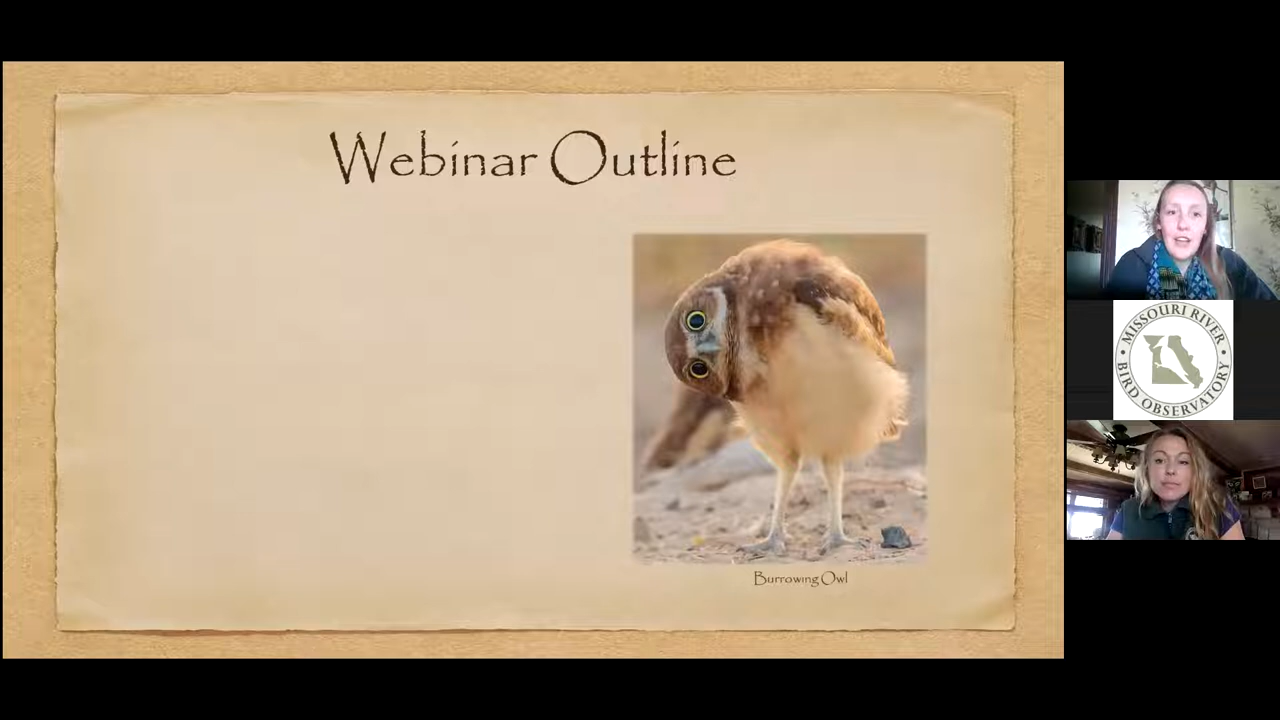 Webinar Outline
Burrowing Owl
MISSOURI RIVER
BIRD OBSERVATORY